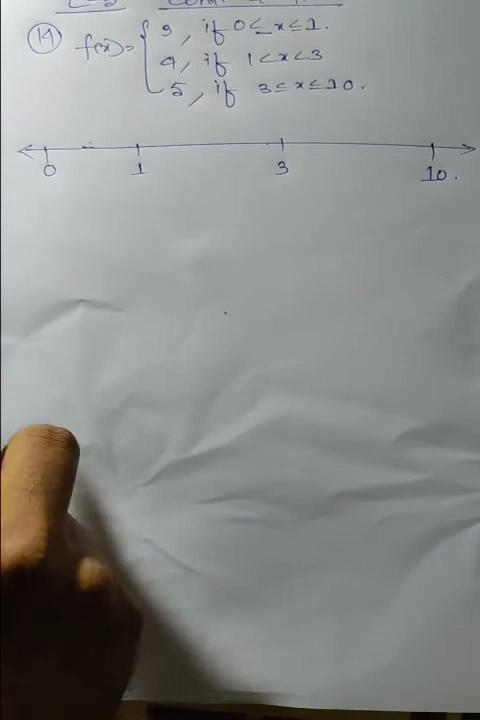 (14) f(x) = { 3, if 0 ≤ x ≤ 1.
4, if 1 < x < 3
5, if 3 ≤ x ≤ 10.
0 1 3 10.